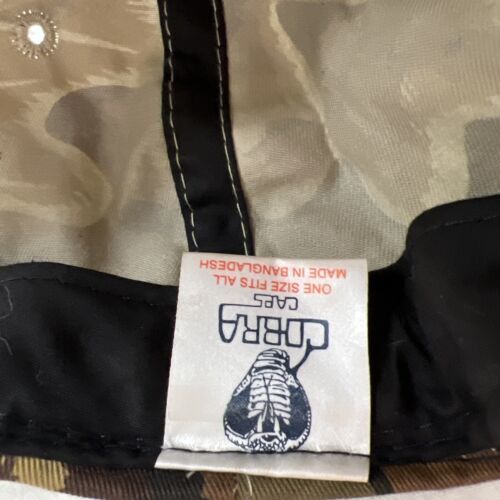 COBRA
CAPS
ONE SIZE FITS ALL
MADE IN BANGLADESH